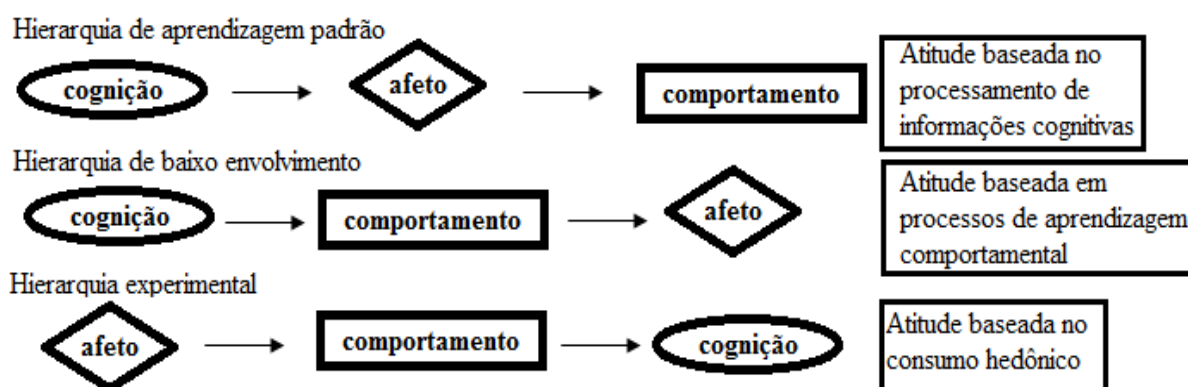 Hierarquia de aprendizagem padrão
cognição
afeto
comportamento
Atitude baseada no
processamento de
informações cognitivas
Hierarquia de baixo envolvimento
cognição
comportamento
afeto
Atitude baseada em
processos de aprendizagem
comportamental
Hierarquia experimental
afeto
comportamento
cognição
Atitude baseada no
consumo hedônico